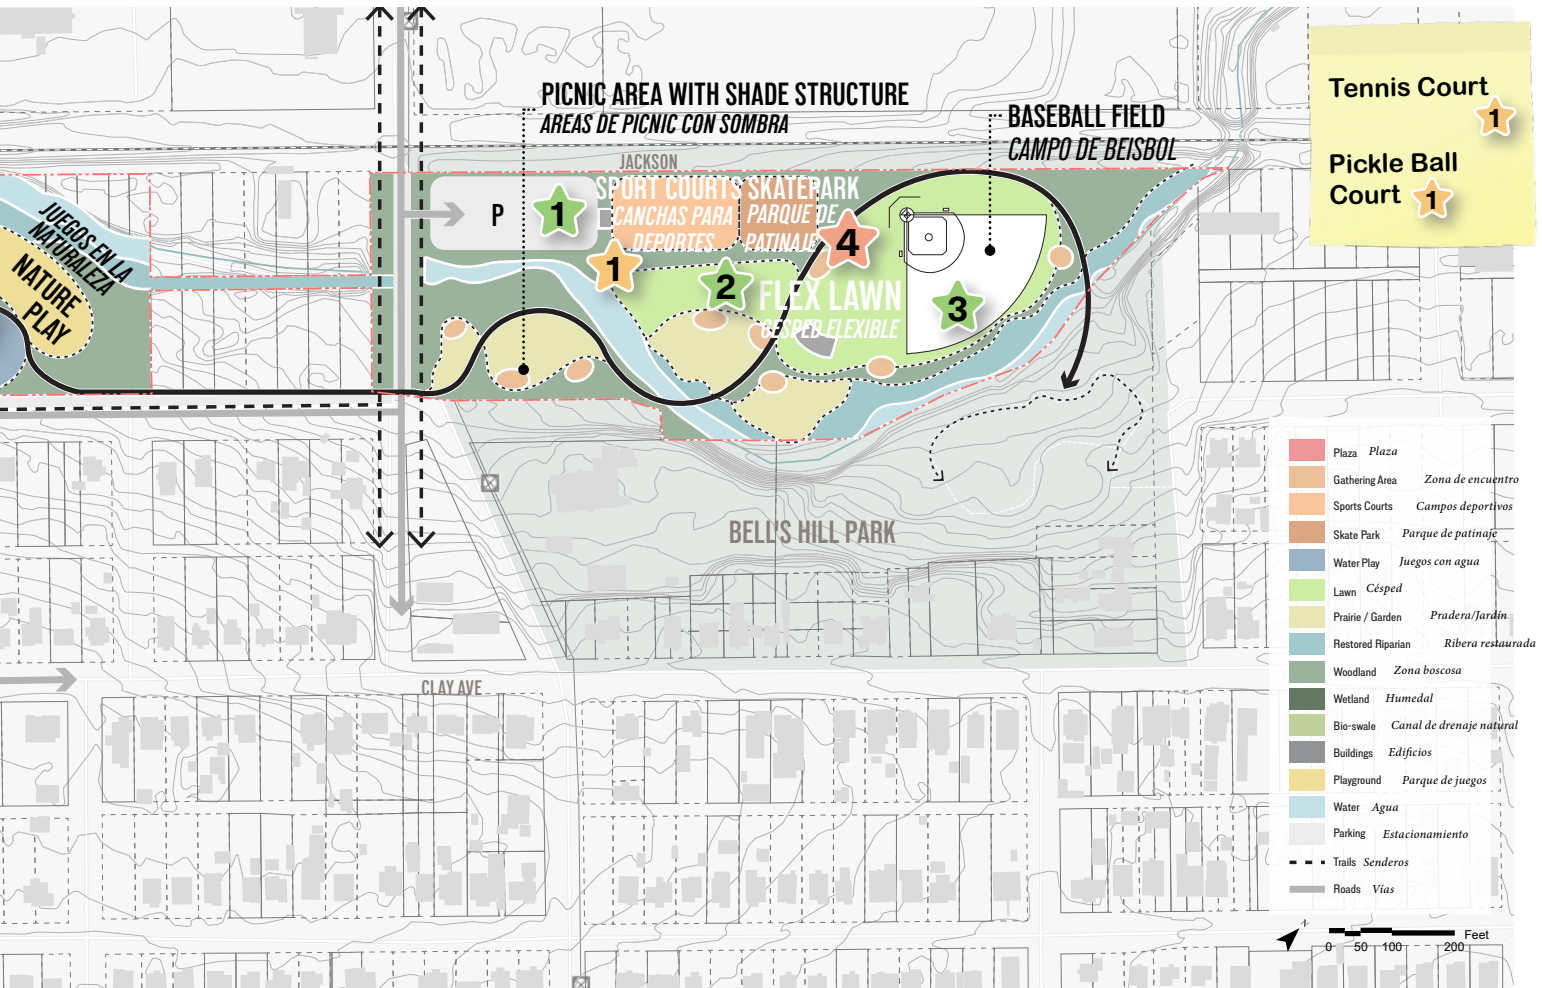 PICNIC AREA WITH SHADE STRUCTURE
AREAS DE PICNIC CON SOMBRA
BASEBALL FIELD
CAMPO DE BEISBOL
Tennis Court
1
Pickle Ball
Court 1
JACKSON
SPORT COURTS
CANCHAS PARA
DEPORTES
SKATEPARK
PARQUE DE
PATINAJE
P
1
4
1
2
FLEX LAWN
CÉSPED FLEXIBLE
3
JUEGOS EN LA
NATURALEZA
NATURE
PLAY
BELL'S HILL PARK
CLAY AVE
Plaza Plaza
Gathering Area Zona de encuentro
Sports Courts Campos deportivos
Skate Park Parque de patinaje
Water Play Juegos con agua
Lawn Césped
Prairie / Garden Pradera/Jardín
Restored Riparian Ribera restaurada
Woodland Zona boscosa
Wetland Humedal
Bio-swale Canal de drenaje natural
Buildings Edificios
Playground Parque de juegos
Water Agua
Parking Estacionamiento
Trails Senderos
Roads Vías
N
Feet
0 50 100 200